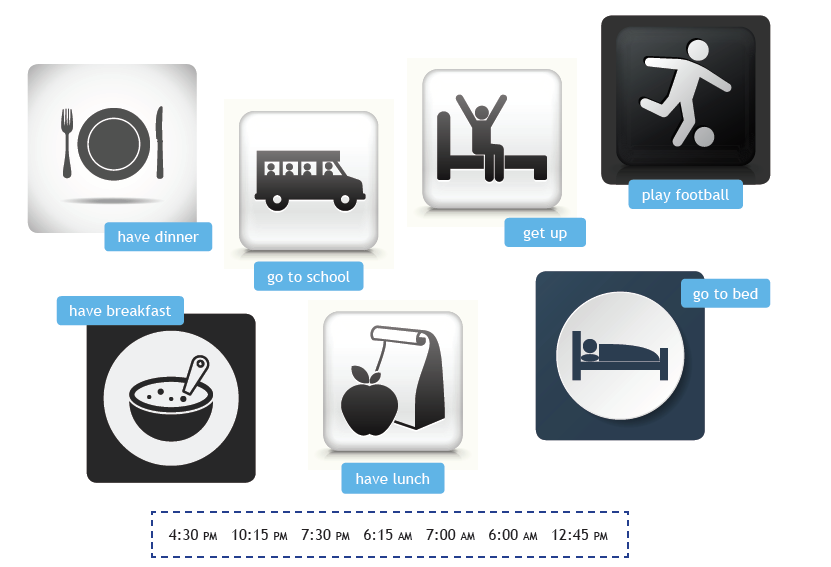 play football
have dinner
get up
go to school
go to bed
have breakfast
have lunch
4:30 PM 10:15 PM 7:30 PM 6:15 AM 7:00 AM 6:00 AM 12:45 PM